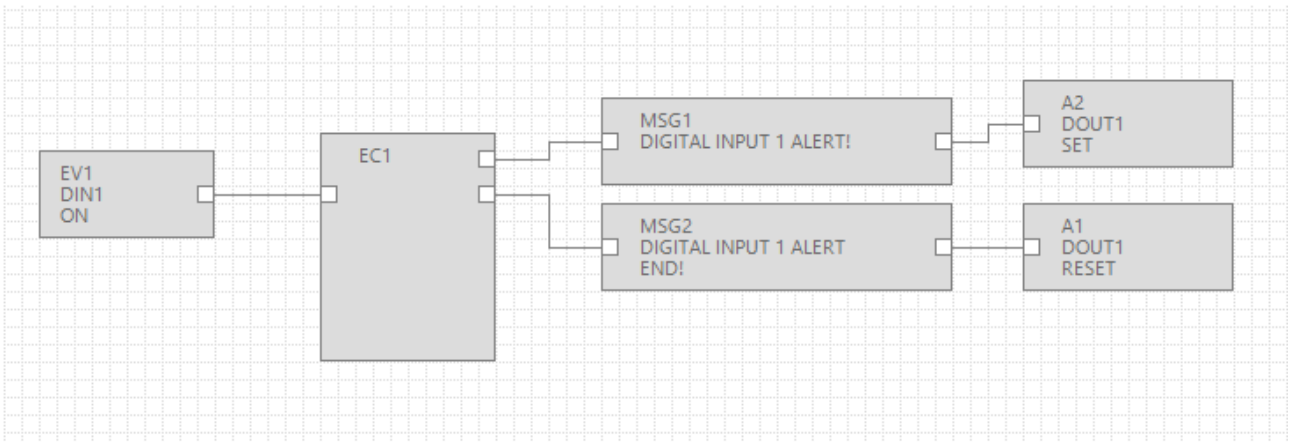 EV1
DIN1
ON
EC1
MSG1
DIGITAL INPUT 1 ALERT!
MSG2
DIGITAL INPUT 1 ALERT
END!
A2
DOUT1
SET
A1
DOUT1
RESET